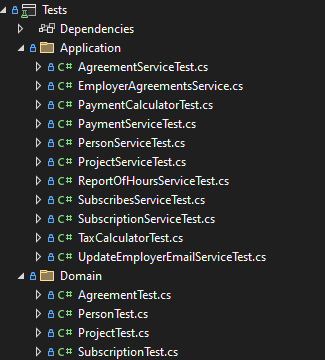 Tests
Dependencies
Application
C# AgreementServiceTest.cs
C# EmployerAgreementsService.cs
C# PaymentCalculatorTest.cs
C# PaymentServiceTest.cs
C# PersonServiceTest.cs
C# ProjectServiceTest.cs
C# ReportOfHoursServiceTest.cs
C# SubscribesServiceTest.cs
C# SubscriptionServiceTest.cs
C# TaxCalculatorTest.cs
C# UpdateEmployerEmailServiceTest.cs
Domain
C# AgreementTest.cs
C# PersonTest.cs
C# ProjectTest.cs
C# SubscriptionTest.cs